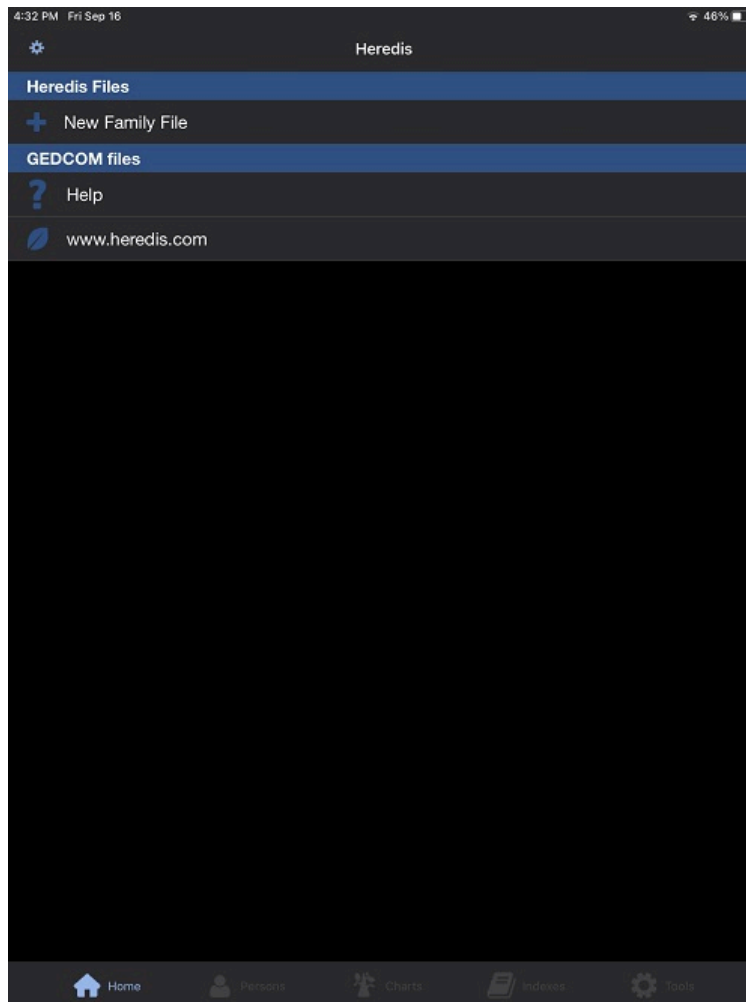 4:32 PM Fri Sep 16 46%
Heredis
Heredis Files
New Family File
GEDCOM files
? Help
www.heredis.com
Home Persons Charts Indexes Tools